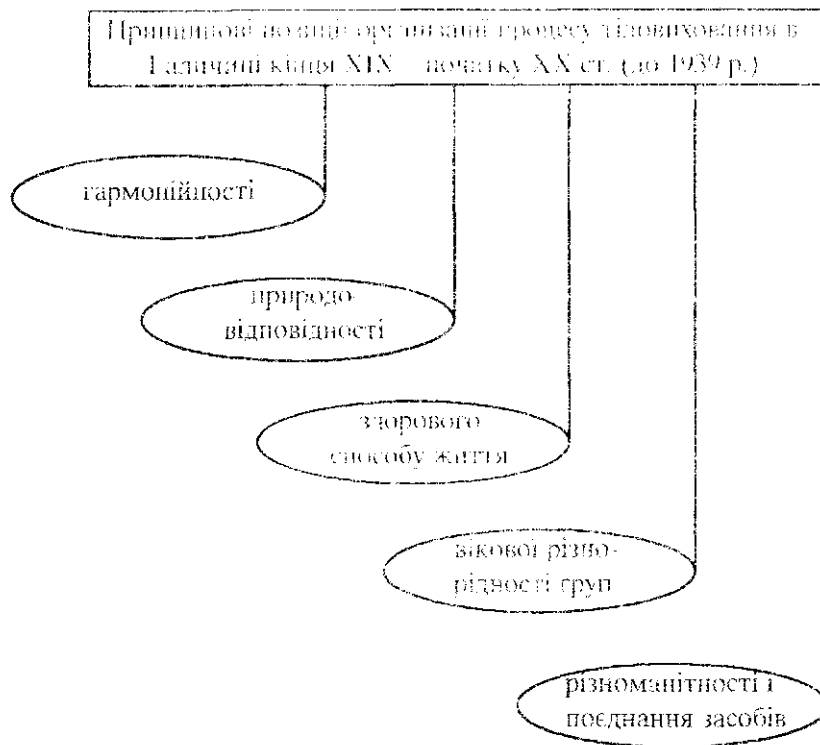 Принципові позиції організації процесу тіловиховання в
Галичині кінця XIX – початку XX ст. (до 1939 р.)
гармонійності
природо-
відповідності
здорового
способу життя
вікової різно-
рідності груп
різноманітності і
поєднання засобів